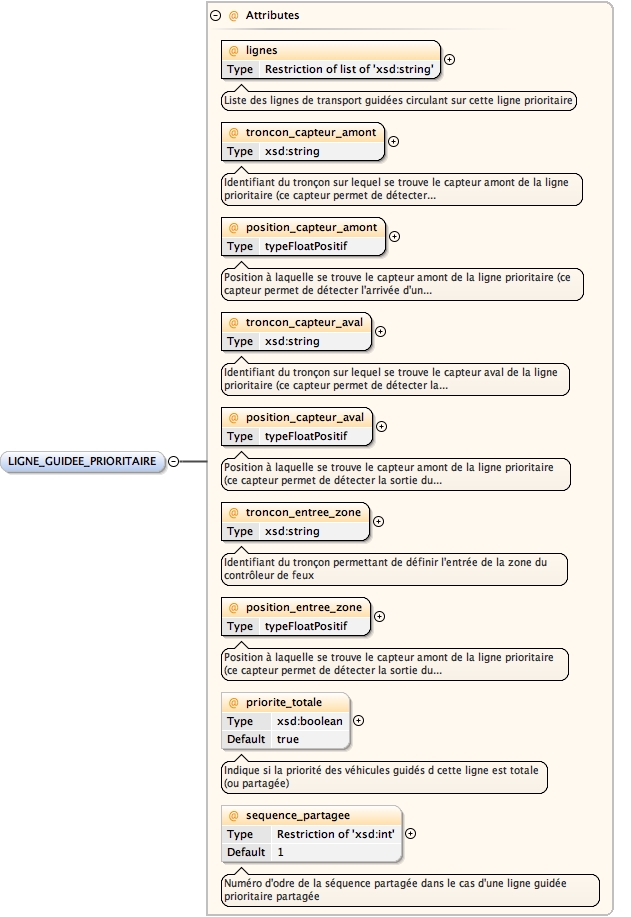 Attributes
@ lignes
Type Restriction of list of 'xsd:string'
Liste des lignes de transport guidées circulant sur cette ligne prioritaire
@ troncon_capteur_amont
Type xsd:string
Identifiant du tronçon sur lequel se trouve le capteur amont de la ligne
prioritaire (ce capteur permet de détecter...
@ position_capteur_amont
Type typeFloatPositif
Position à laquelle se trouve le capteur amont de la ligne prioritaire (ce
capteur permet de détecter l'arrivée d'un...
@ troncon_capteur_aval
Type xsd:string
Identifiant du tronçon sur lequel se trouve le capteur aval de la ligne
prioritaire (ce capteur permet de détecter la...
@ position_capteur_aval
Type typeFloatPositif
LIGNE_GUIDEE_PRIORITAIRE
Position à laquelle se trouve le capteur amont de la ligne prioritaire
(ce capteur permet de détecter la sortie du...
@ troncon_entree_zone
Type xsd:string
Identifiant du tronçon permettant de définir l'entrée de la zone du
contrôleur de feux
@ position_entree_zone
Type typeFloatPositif
Position à laquelle se trouve le capteur amont de la ligne prioritaire
(ce capteur permet de détecter la sortie du...
@ priorite_totale
Type xsd:boolean
Default true
Indique si la priorité des véhicules guidés d cette ligne est totale
(ou partagée)
@ sequence_partagee
Type Restriction of 'xsd:int'
Default 1
Numéro d'odre de la séquence partagée dans le cas d'une ligne guidée
prioritaire partagée